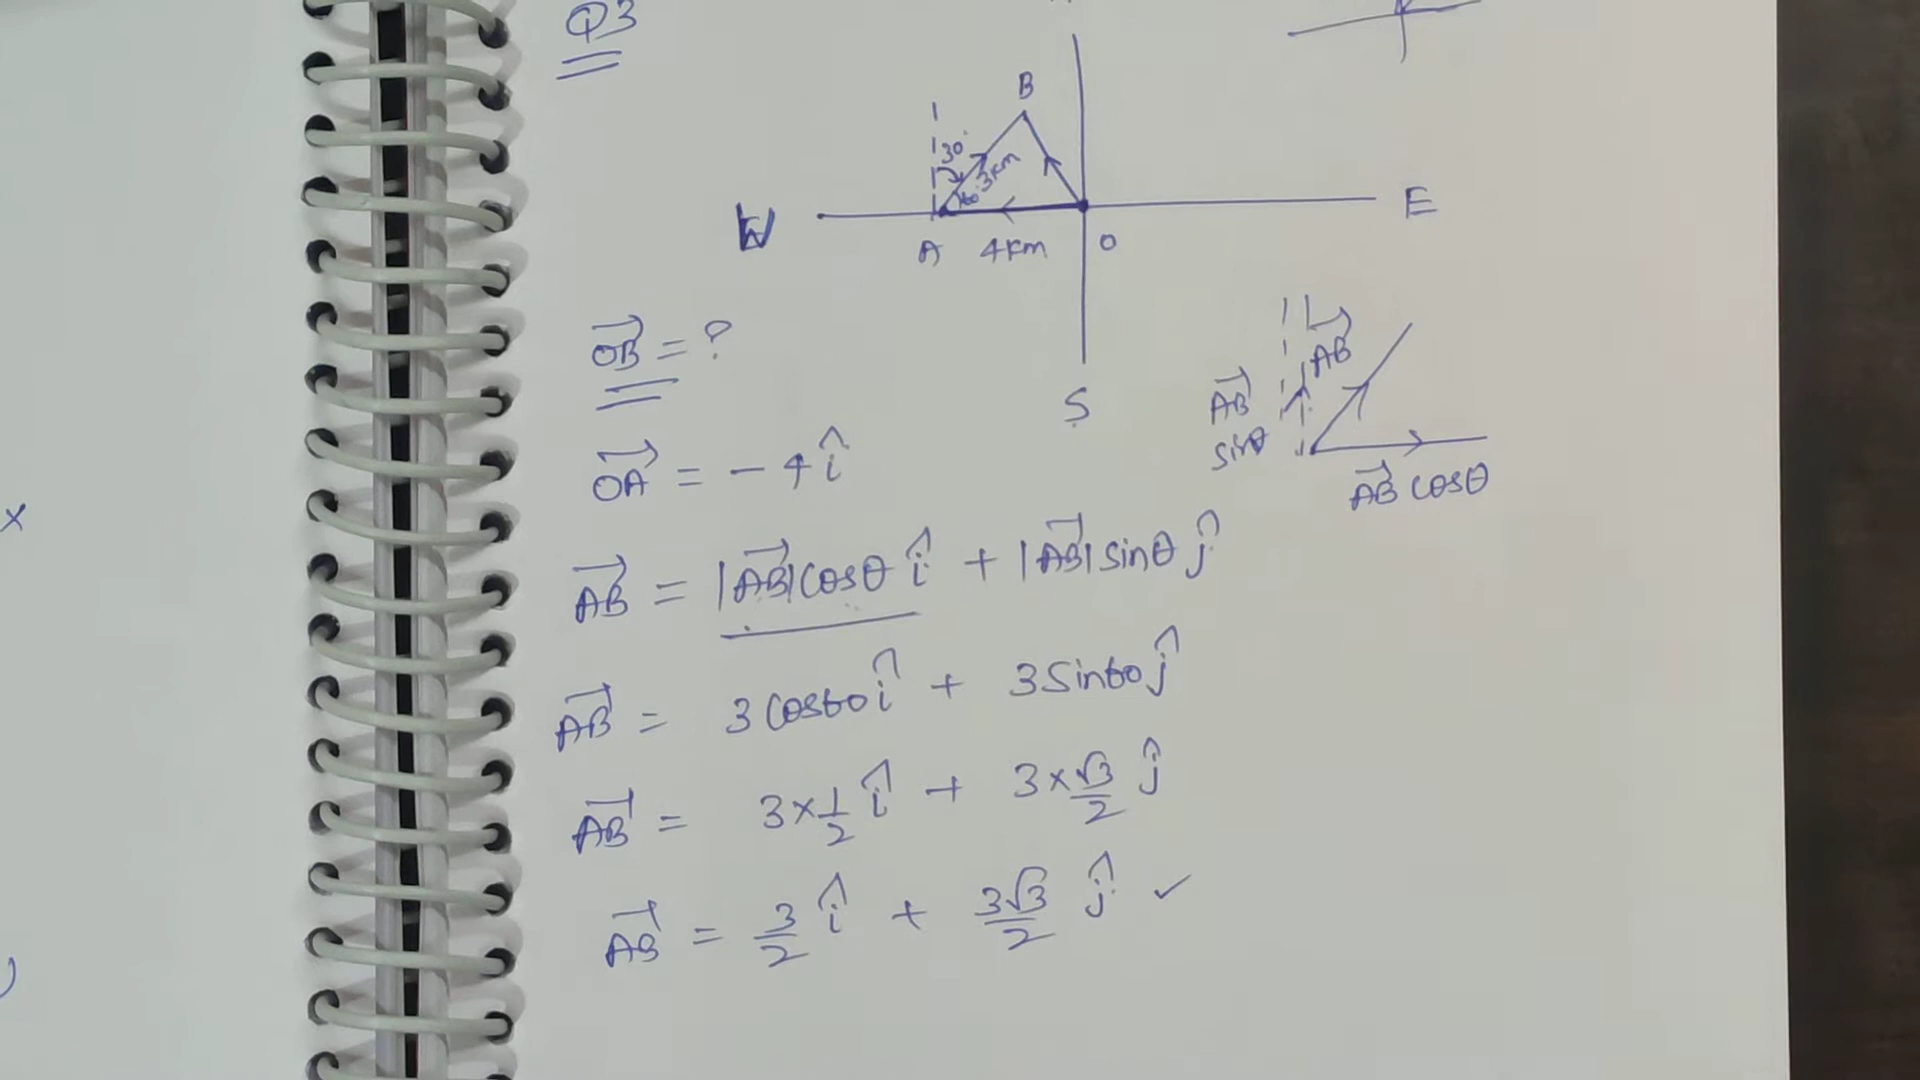 Q3
B
30°
3km
60°
W
E
A 4km O
S
OB⃗ = ?
AB⃗
AB⃗ sinθ
AB⃗ cosθ
OA⃗ = - 4 î
AB⃗ = |AB⃗|cosθ î + |AB⃗|sinθ ĵ
AB⃗ = 3cos60 î + 3Sin60 ĵ
AB⃗ = 3×1/2 î + 3×√3/2 ĵ
AB⃗ = 3/2 î + 3√3/2 ĵ ✓
x